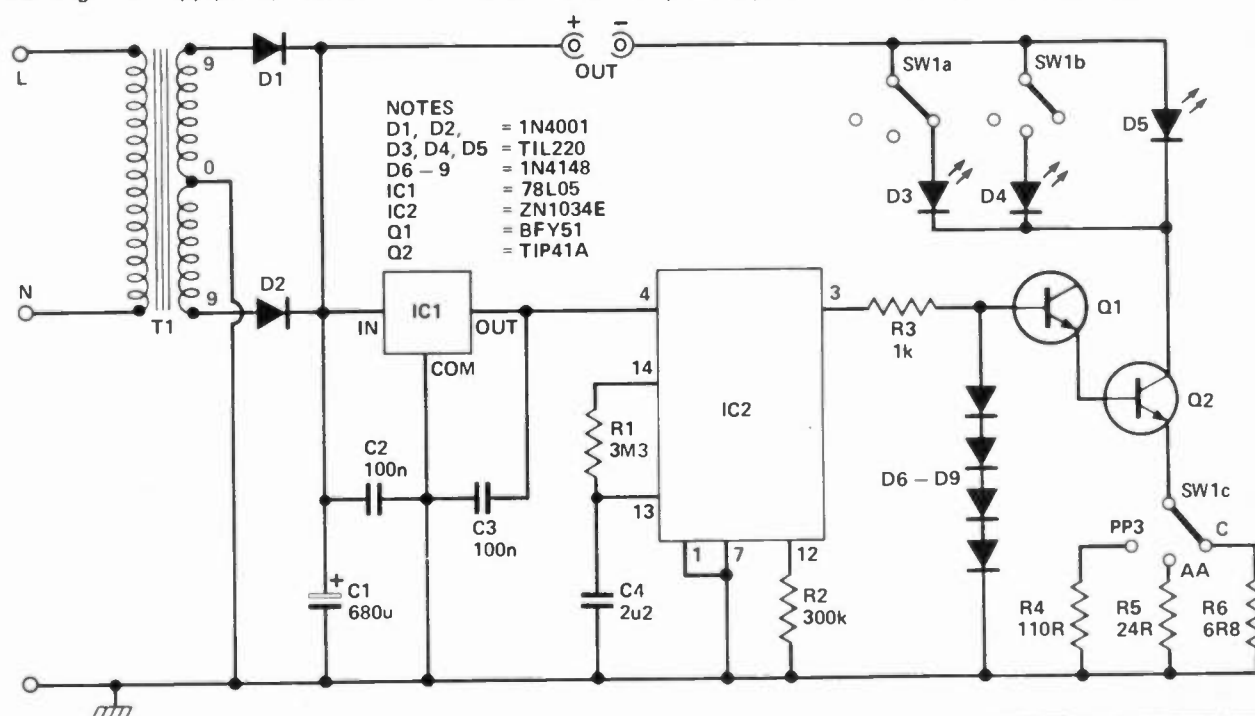 + -
OUT
L
N
T1
9
0
9
D1
D2
NOTES
D1, D2, = 1N4001
D3, D4, D5 = TIL220
D6 – 9 = 1N4148
IC1 = 78L05
IC2 = ZN1034E
Q1 = BFY51
Q2 = TIP41A
SW1a
SW1b
D5
D3
D4
IN
IC1
OUT
COM
4
3
14
13
1
7
12
IC2
R3
1k
Q1
Q2
R1
3M3
C2
100n
C3
100n
D6 – D9
SW1c
PP3
C
AA
+
C1
680u
C4
2u2
R2
300k
R4
110R
R5
24R
R6
6R8